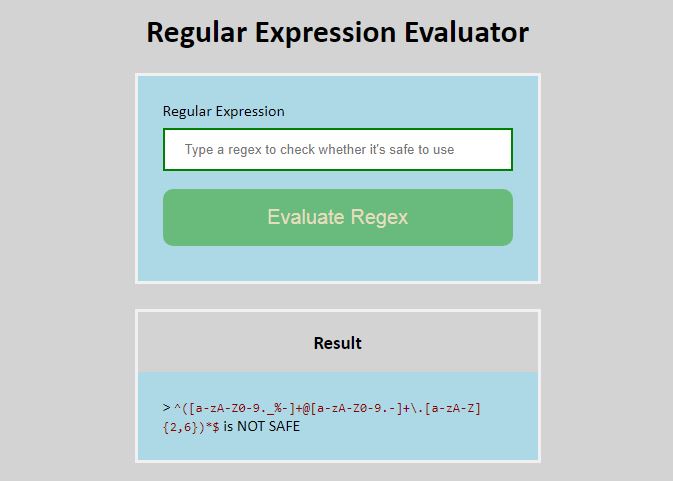 Regular Expression Evaluator
Regular Expression
Type a regex to check whether it's safe to use
Evaluate Regex
Result
> ^([a-zA-Z0-9._%-]+@[a-zA-Z0-9.-]+\.[a-zA-Z]
{2,6})*$ is NOT SAFE